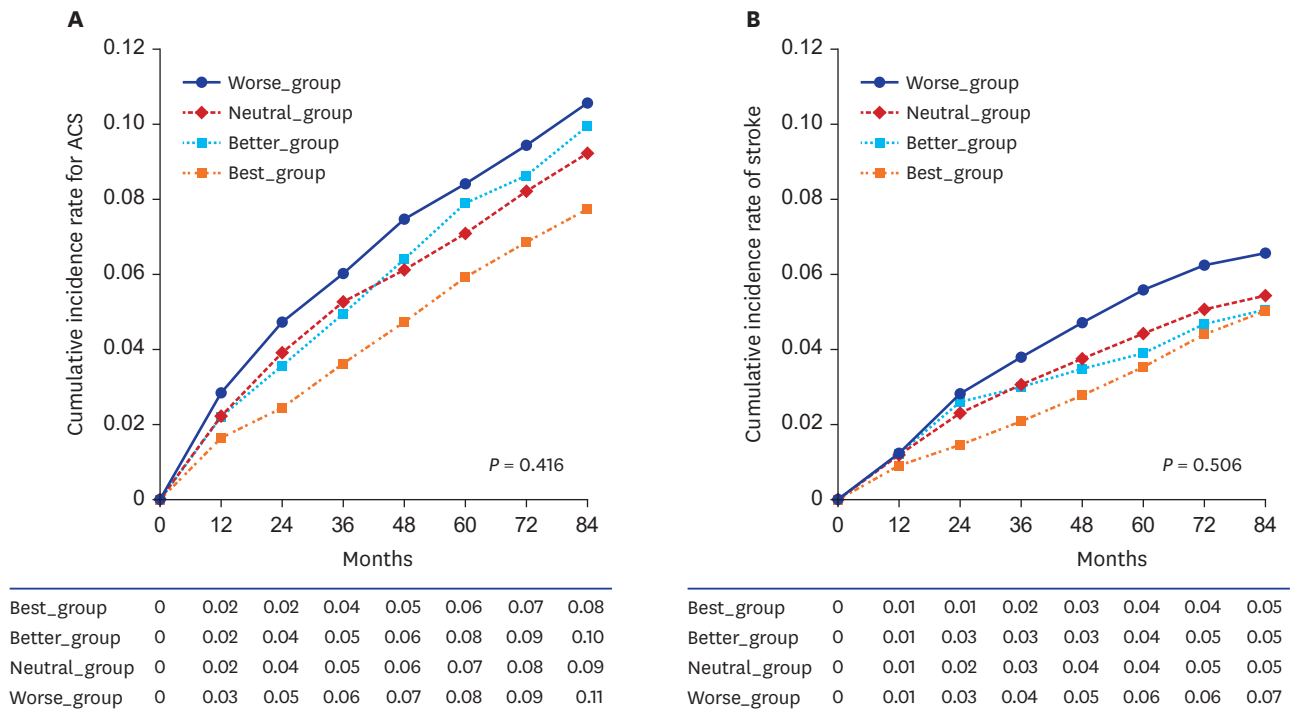 A
Cumulative incidence rate for ACS
0.12
0.10
0.08
0.06
0.04
0.02
0
Worse_group
Neutral_group
Better_group
Best_group
P = 0.416
0 12 24 36 48 60 72 84
Months
Best_group 0 0.02 0.02 0.04 0.05 0.06 0.07 0.08
Better_group 0 0.02 0.04 0.05 0.06 0.08 0.09 0.10
Neutral_group 0 0.02 0.04 0.05 0.06 0.07 0.08 0.09
Worse_group 0 0.03 0.05 0.06 0.07 0.08 0.09 0.11
B
Cumulative incidence rate of stroke
0.12
0.10
0.08
0.06
0.04
0.02
0
Worse_group
Neutral_group
Better_group
Best_group
P = 0.506
0 12 24 36 48 60 72 84
Months
Best_group 0 0.01 0.01 0.02 0.03 0.04 0.04 0.05
Better_group 0 0.01 0.03 0.03 0.03 0.04 0.05 0.05
Neutral_group 0 0.01 0.02 0.03 0.04 0.04 0.05 0.05
Worse_group 0 0.01 0.03 0.04 0.05 0.06 0.06 0.07